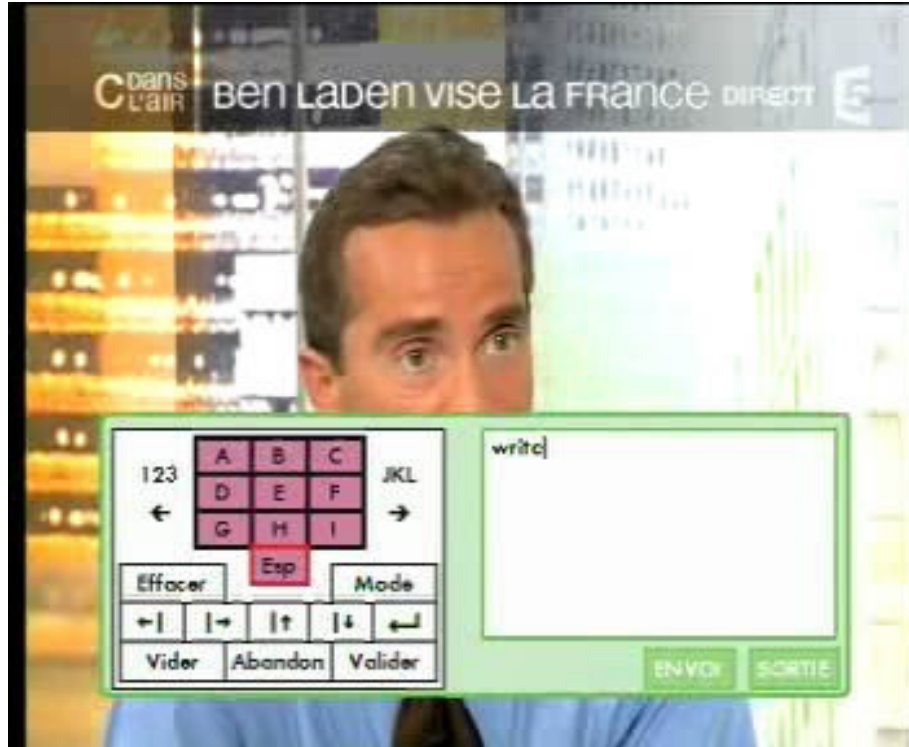 C DANS L'AIR BEN LADEN VISE LA FRANCE DIRECT 5
123 A B C JKL
D E F
← G H I →
Esp
Effacer Mode
←| |→ |↑ |↓ ↵
Vider Abandon Valider
write|
ENVOI SORTIE